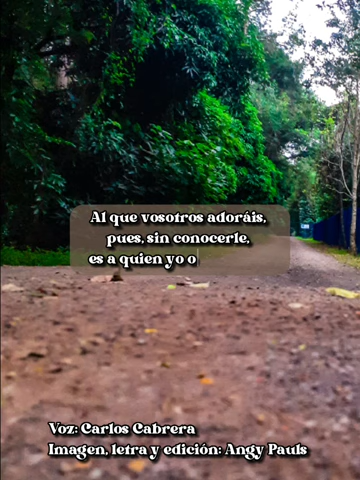 Al que vosotros adoráis,
pues, sin conocerle,
es a quien yo o
Voz: Carlos Cabrera
Imagen, letra y edición: Angy Pauls